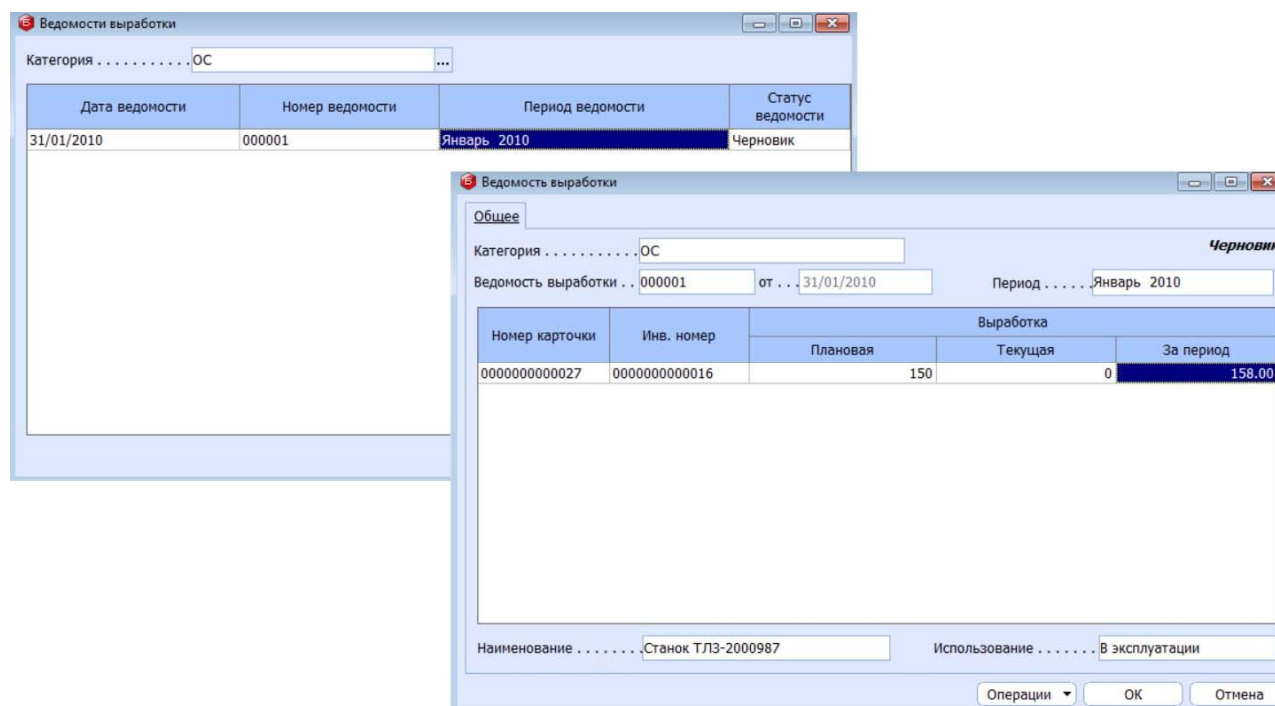 Ведомости выработки
Категория . . . . . . . . . . . ОС ...
Дата ведомости Номер ведомости Период ведомости Статус ведомости
31/01/2010 000001 Январь 2010 Черновик
Ведомость выработки
Общее
Категория . . . . . . . . . . . ОС Черновик
Ведомость выработки . . 000001 от . . . 31/01/2010 Период . . . . . . Январь 2010
Номер карточки Инв. номер Выработка
Плановая Текущая За период
0000000000027 0000000000016 150 0 158.00
Наименование . . . . . . . . Станок ТЛЗ-2000987 Использование . . . . . . . В эксплуатации
Операции ОК Отмена